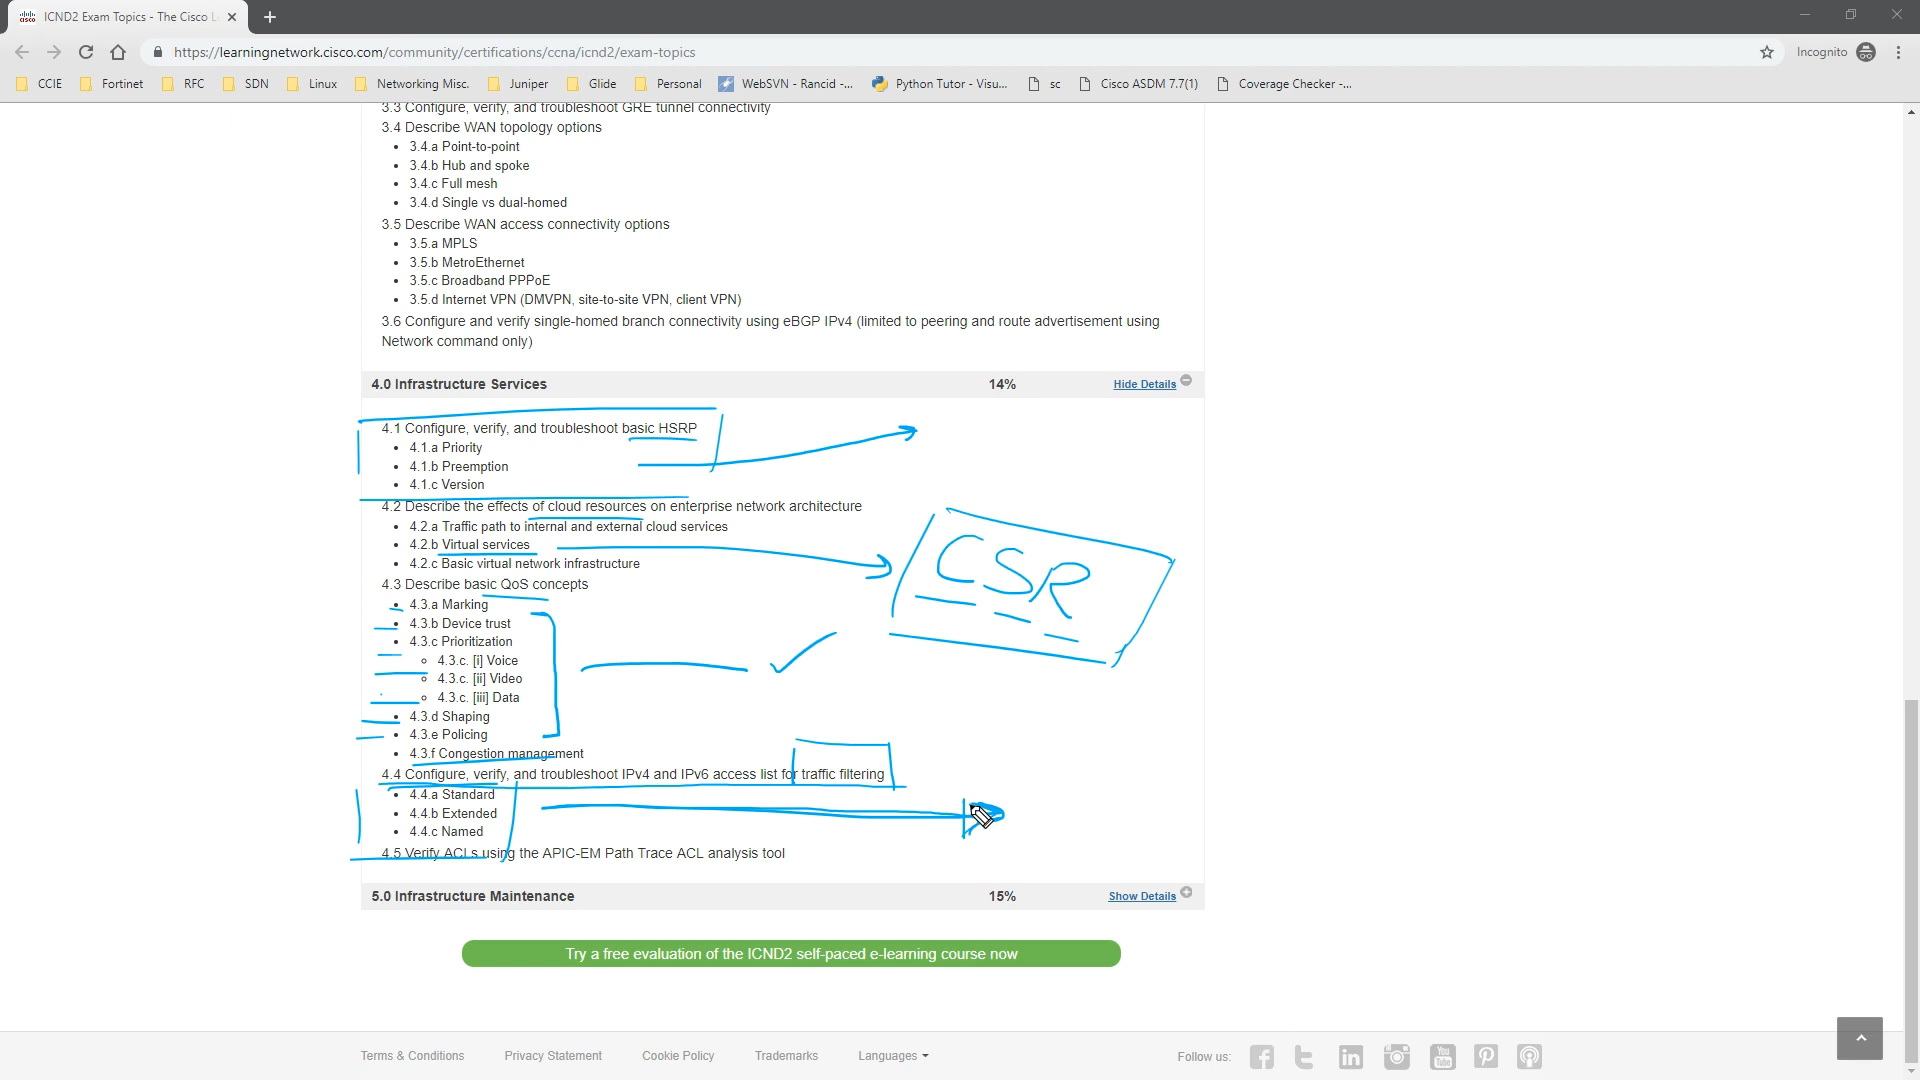 ICND2 Exam Topics - The Cisco L
https://learningnetwork.cisco.com/community/certifications/ccna/icnd2/exam-topics
Incognito
CCIE Fortinet RFC SDN Linux Networking Misc. Juniper Glide Personal WebSVN - Rancid -... Python Tutor - Visu... sc Cisco ASDM 7.7(1) Coverage Checker -...
3.3 Configure, verify, and troubleshoot GRE tunnel connectivity
3.4 Describe WAN topology options
• 3.4.a Point-to-point
• 3.4.b Hub and spoke
• 3.4.c Full mesh
• 3.4.d Single vs dual-homed
3.5 Describe WAN access connectivity options
• 3.5.a MPLS
• 3.5.b MetroEthernet
• 3.5.c Broadband PPPoE
• 3.5.d Internet VPN (DMVPN, site-to-site VPN, client VPN)
3.6 Configure and verify single-homed branch connectivity using eBGP IPv4 (limited to peering and route advertisement using
Network command only)
4.0 Infrastructure Services 14% Hide Details
4.1 Configure, verify, and troubleshoot basic HSRP
• 4.1.a Priority
• 4.1.b Preemption
• 4.1.c Version
4.2 Describe the effects of cloud resources on enterprise network architecture
• 4.2.a Traffic path to internal and external cloud services
• 4.2.b Virtual services
• 4.2.c Basic virtual network infrastructure
CSR
4.3 Describe basic QoS concepts
• 4.3.a Marking
• 4.3.b Device trust
• 4.3.c Prioritization
◦ 4.3.c. [i] Voice
◦ 4.3.c. [ii] Video
◦ 4.3.c. [iii] Data
• 4.3.d Shaping
• 4.3.e Policing
• 4.3.f Congestion management
4.4 Configure, verify, and troubleshoot IPv4 and IPv6 access list for traffic filtering
• 4.4.a Standard
• 4.4.b Extended
• 4.4.c Named
4.5 Verify ACLs using the APIC-EM Path Trace ACL analysis tool
5.0 Infrastructure Maintenance 15% Show Details
Try a free evaluation of the ICND2 self-paced e-learning course now
Terms & Conditions Privacy Statement Cookie Policy Trademarks Languages Follow us: You Tube